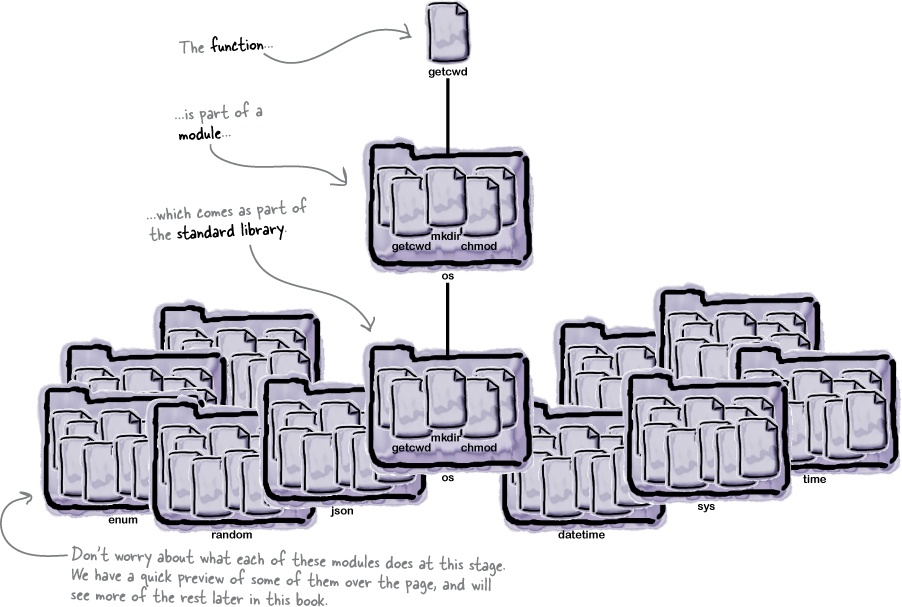 The function...
getcwd
...is part of a
module...
mkdir
getcwd chmod
os
...which comes as part of
the standard library.
mkdir
getcwd chmod
os
enum
random
json
datetime
sys
time
Don't worry about what each of these modules does at this stage.
We have a quick preview of some of them over the page, and will
see more of the rest later in this book.